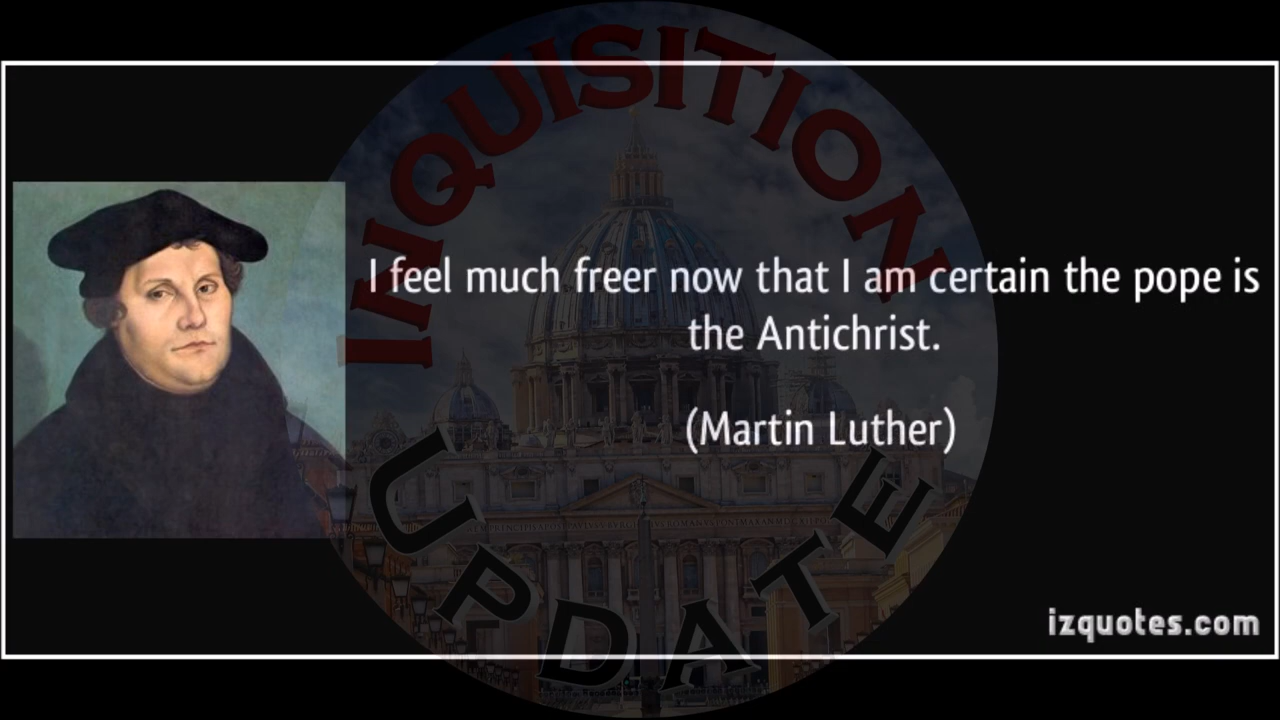 INQUISITION
I feel much freer now that I am certain the pope is
the Antichrist.
(Martin Luther)
UPDATE
izquotes.com